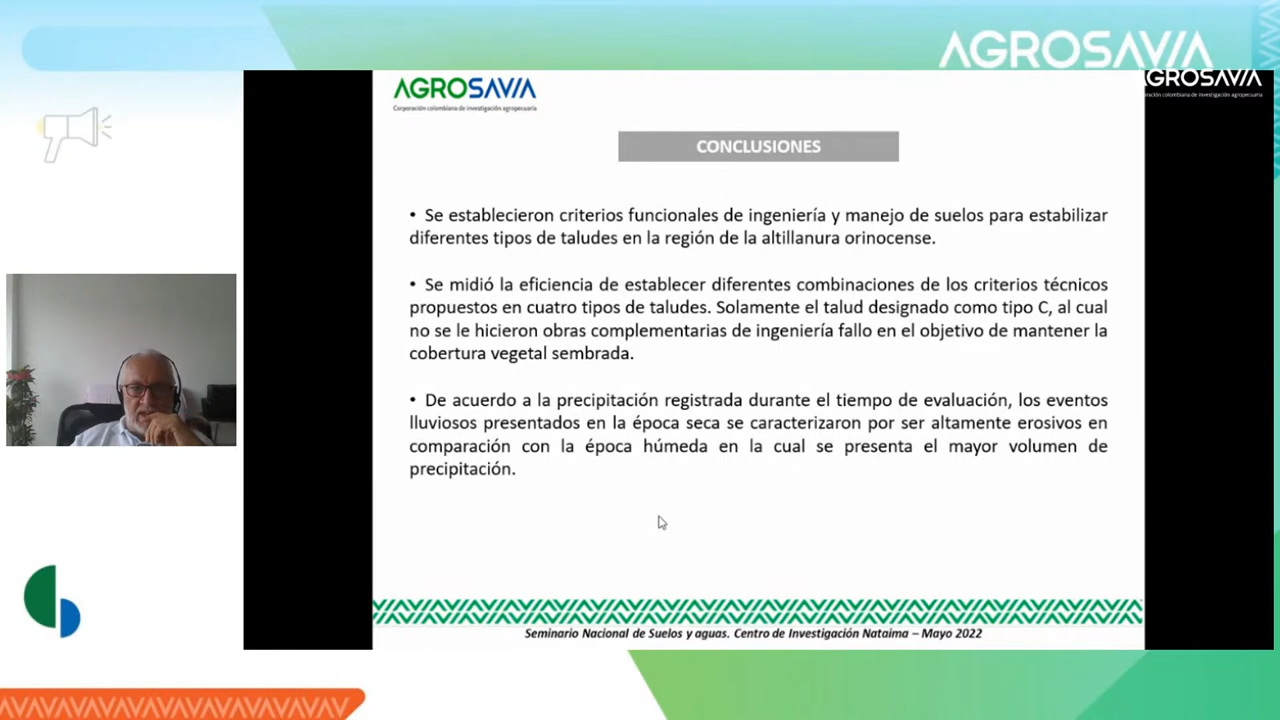 AGROSAVIA
AGROSAVIA
Corporación colombiana de investigación agropecuaria
GROSAVIA
oración colombiana de investigación agropecuaria
CONCLUSIONES
• Se establecieron criterios funcionales de ingeniería y manejo de suelos para estabilizar
diferentes tipos de taludes en la región de la altillanura orinocense.
• Se midió la eficiencia de establecer diferentes combinaciones de los criterios técnicos
propuestos en cuatro tipos de taludes. Solamente el talud designado como tipo C, al cual
no se le hicieron obras complementarias de ingeniería fallo en el objetivo de mantener la
cobertura vegetal sembrada.
• De acuerdo a la precipitación registrada durante el tiempo de evaluación, los eventos
lluviosos presentados en la época seca se caracterizaron por ser altamente erosivos en
comparación con la época húmeda en la cual se presenta el mayor volumen de
precipitación.
Seminario Nacional de Suelos y aguas. Centro de Investigación Nataima – Mayo 2022